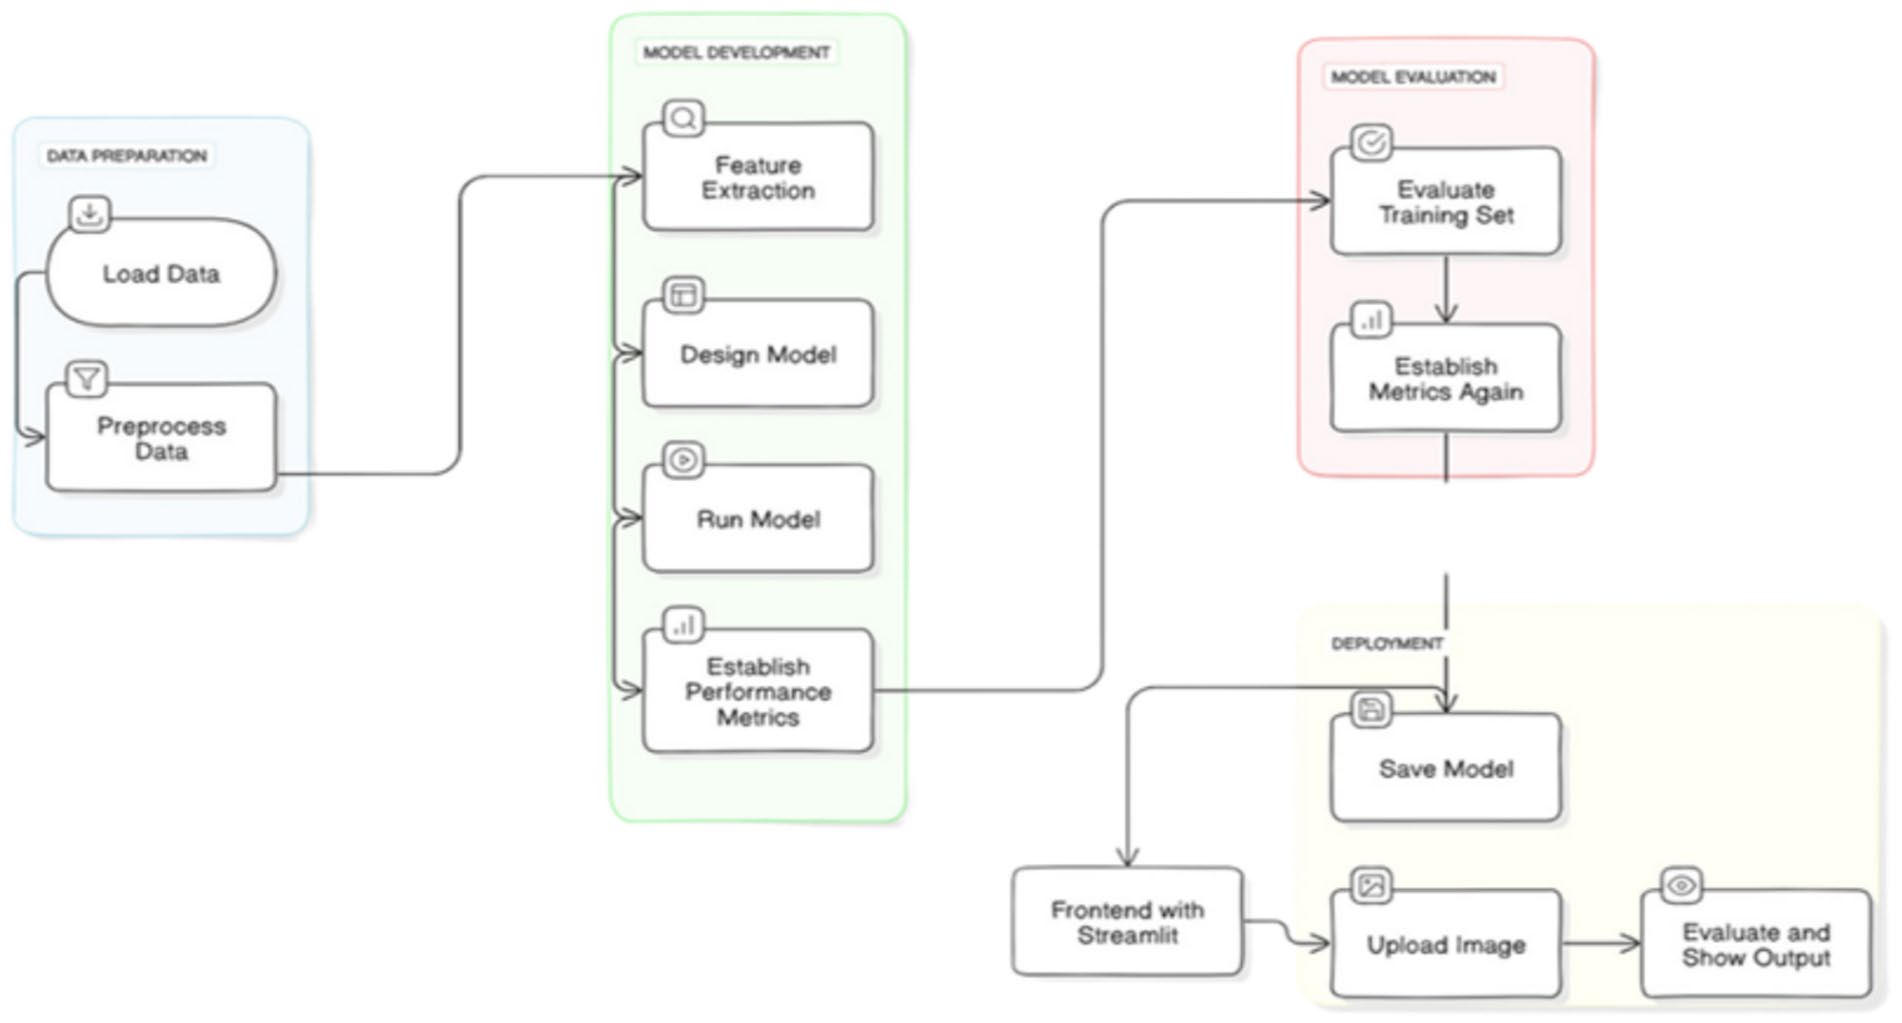 DATA PREPARATION
Load Data
Preprocess
Data
MODEL DEVELOPMENT
Feature
Extraction
Design Model
Run Model
Establish
Performance
Metrics
MODEL EVALUATION
Evaluate
Training Set
Establish
Metrics Again
DEPLOYMENT
Save Model
Frontend with
Streamlit
Upload Image
Evaluate and
Show Output